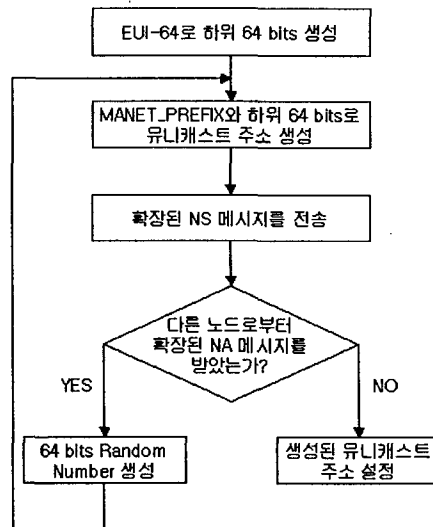 EUI-64로 하위 64 bits 생성
MANET_PREFIX와 하위 64 bits로
유니캐스트 주소 생성
확장된 NS 메시지를 전송
다른 노드로부터
확장된 NA 메시지를
받았는가?
YES
NO
64 bits Random
Number 생성
생성된 유니캐스트
주소 설정